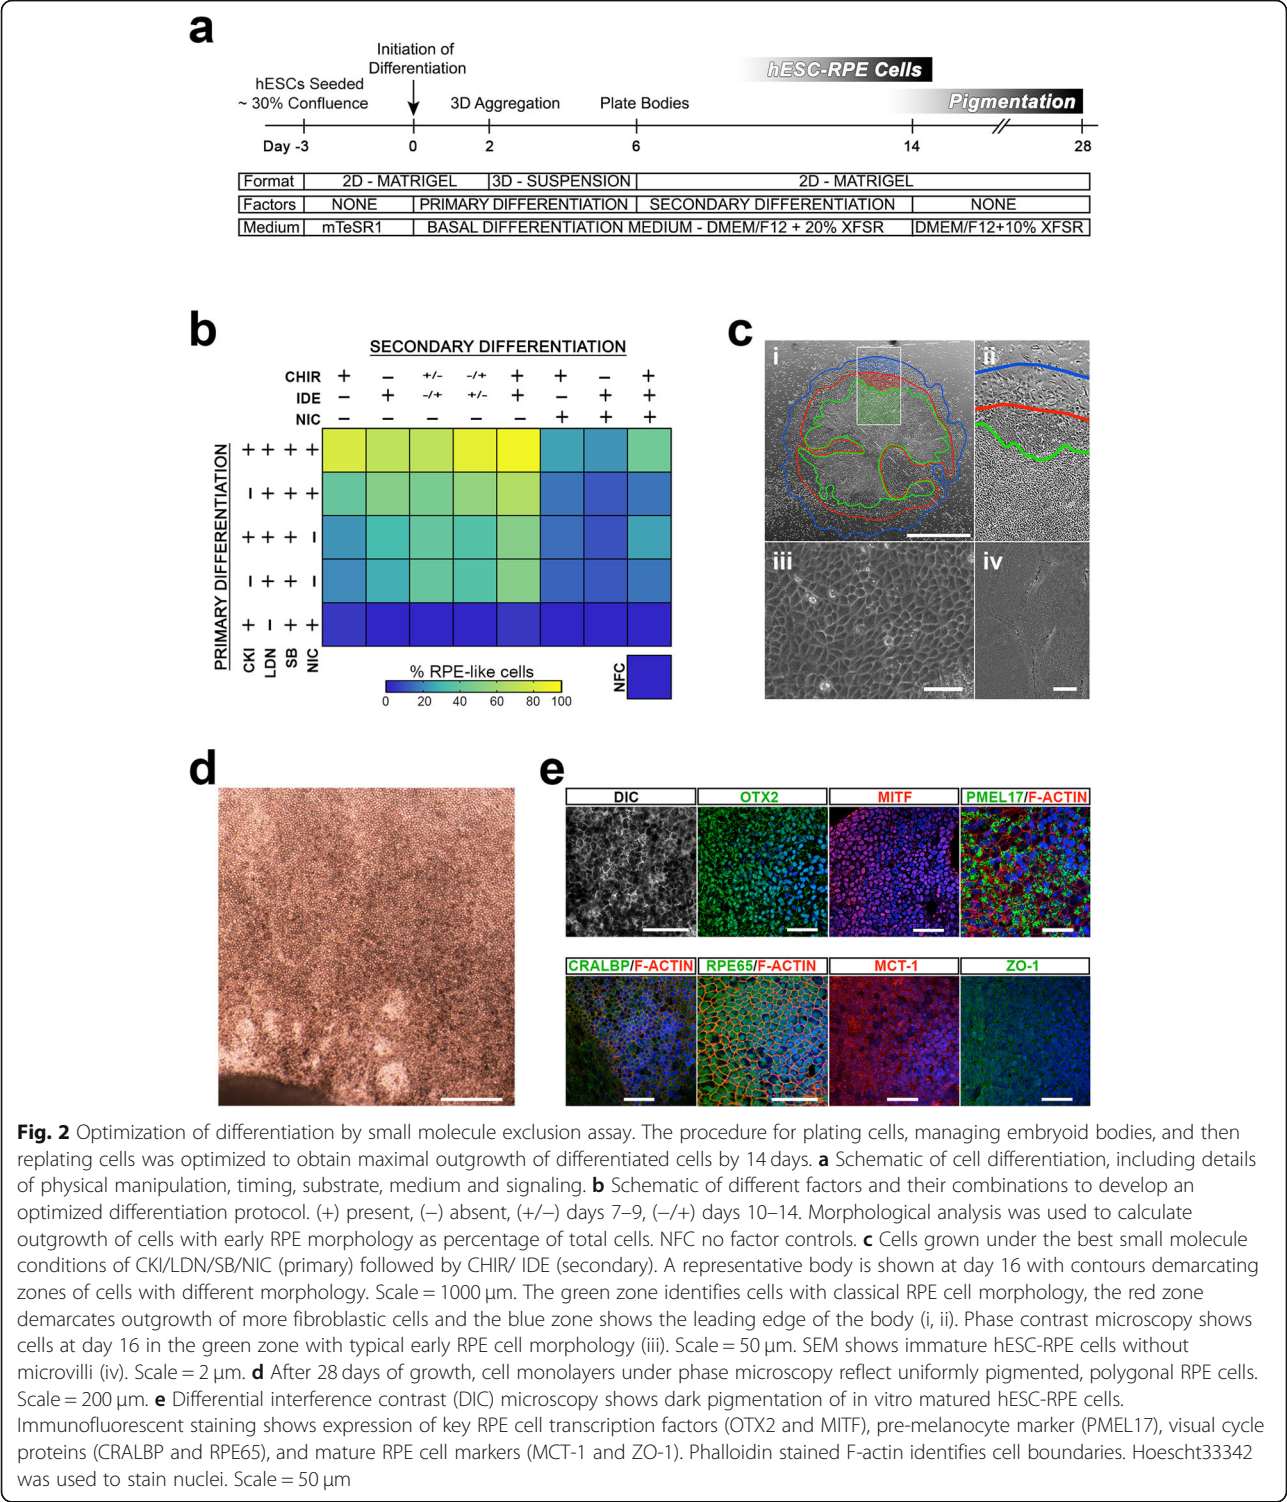 a
Initiation of
Differentiation
hESCs Seeded
~ 30% Confluence
3D Aggregation
Plate Bodies
hESC-RPE Cells
Pigmentation
Day -3 0 2 6 14 28
Format 2D - MATRIGEL 3D - SUSPENSION 2D - MATRIGEL
Factors NONE PRIMARY DIFFERENTIATION SECONDARY DIFFERENTIATION NONE
Medium mTeSR1 BASAL DIFFERENTIATION MEDIUM - DMEM/F12 + 20% XFSR DMEM/F12+10% XFSR
b
SECONDARY DIFFERENTIATION
CHIR + − +/- -/+ + + − +
IDE − + -/+ +/- + − + +
NIC − − − − − + + +
PRIMARY DIFFERENTIATION
+ + + +
− + + +
+ + + −
− + + −
+ − + +
CKI
LDN
SB
NIC
% RPE-like cells
0 20 40 60 80 100
NFC
c
i
ii
iii
iv
d
e
DIC OTX2 MITF PMEL17/F-ACTIN
CRALBP/F-ACTIN RPE65/F-ACTIN MCT-1 ZO-1
Fig. 2 Optimization of differentiation by small molecule exclusion assay. The procedure for plating cells, managing embryoid bodies, and then
replating cells was optimized to obtain maximal outgrowth of differentiated cells by 14 days. a Schematic of cell differentiation, including details
of physical manipulation, timing, substrate, medium and signaling. b Schematic of different factors and their combinations to develop an
optimized differentiation protocol. (+) present, (−) absent, (+/−) days 7–9, (−/+) days 10–14. Morphological analysis was used to calculate
outgrowth of cells with early RPE morphology as percentage of total cells. NFC no factor controls. c Cells grown under the best small molecule
conditions of CKI/LDN/SB/NIC (primary) followed by CHIR/ IDE (secondary). A representative body is shown at day 16 with contours demarcating
zones of cells with different morphology. Scale = 1000 μm. The green zone identifies cells with classical RPE cell morphology, the red zone
demarcates outgrowth of more fibroblastic cells and the blue zone shows the leading edge of the body (i, ii). Phase contrast microscopy shows
cells at day 16 in the green zone with typical early RPE cell morphology (iii). Scale = 50 μm. SEM shows immature hESC-RPE cells without
microvilli (iv). Scale = 2 μm. d After 28 days of growth, cell monolayers under phase microscopy reflect uniformly pigmented, polygonal RPE cells.
Scale = 200 μm. e Differential interference contrast (DIC) microscopy shows dark pigmentation of in vitro matured hESC-RPE cells.
Immunofluorescent staining shows expression of key RPE cell transcription factors (OTX2 and MITF), pre-melanocyte marker (PMEL17), visual cycle
proteins (CRALBP and RPE65), and mature RPE cell markers (MCT-1 and ZO-1). Phalloidin stained F-actin identifies cell boundaries. Hoescht33342
was used to stain nuclei. Scale = 50 μm